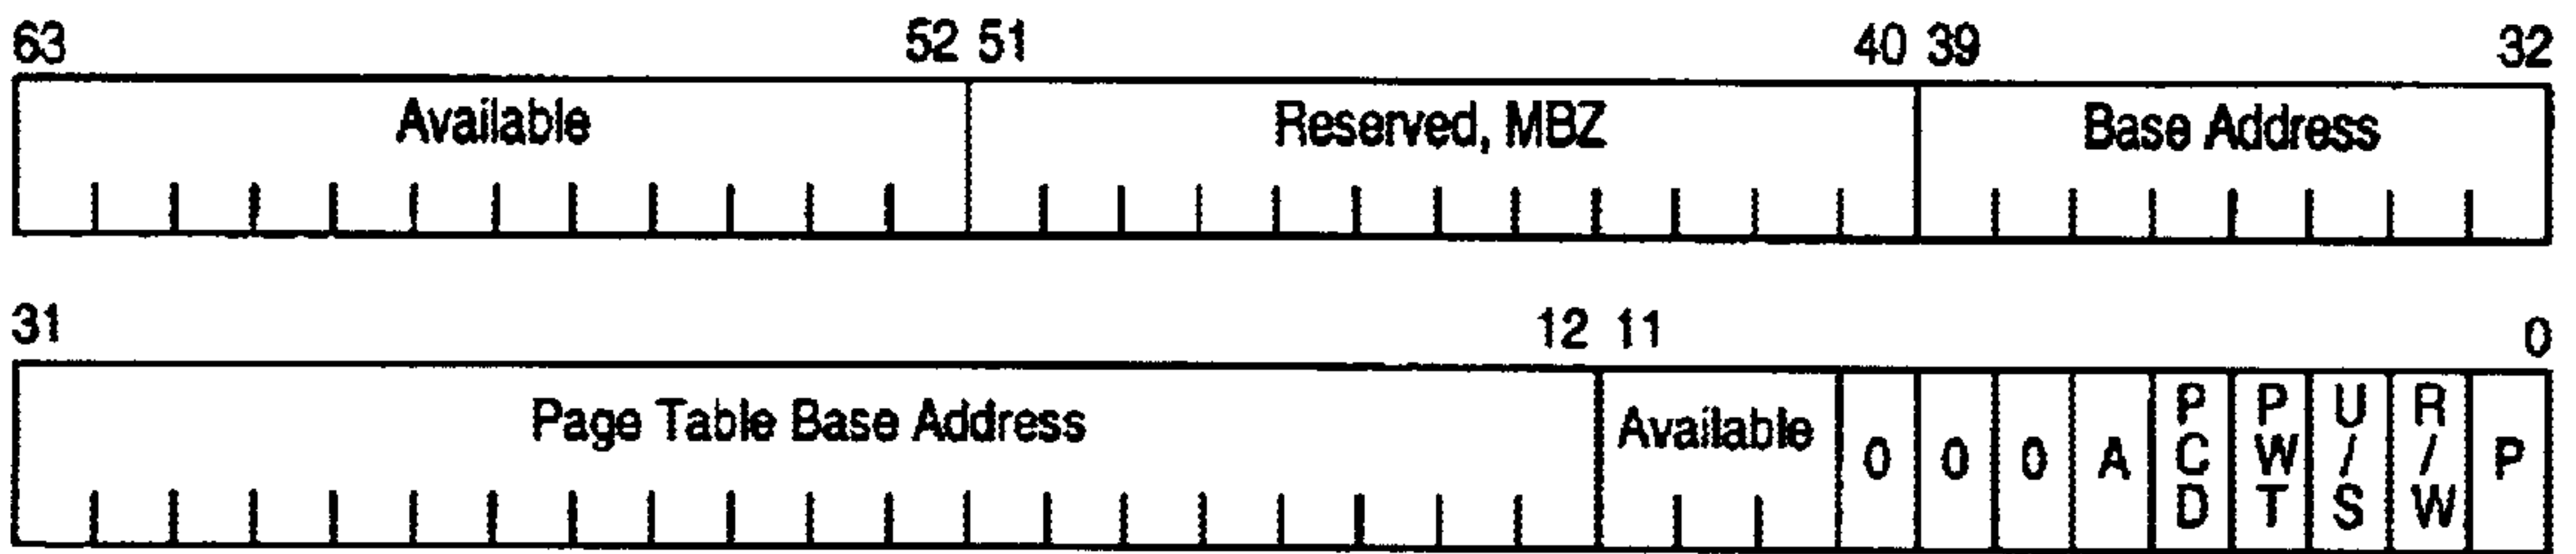 63 52 51 40 39 32
Available Reserved, MBZ Base Address
31 12 11 0
Page Table Base Address Available 0 0 0 A PCD PWT U/S R/W P